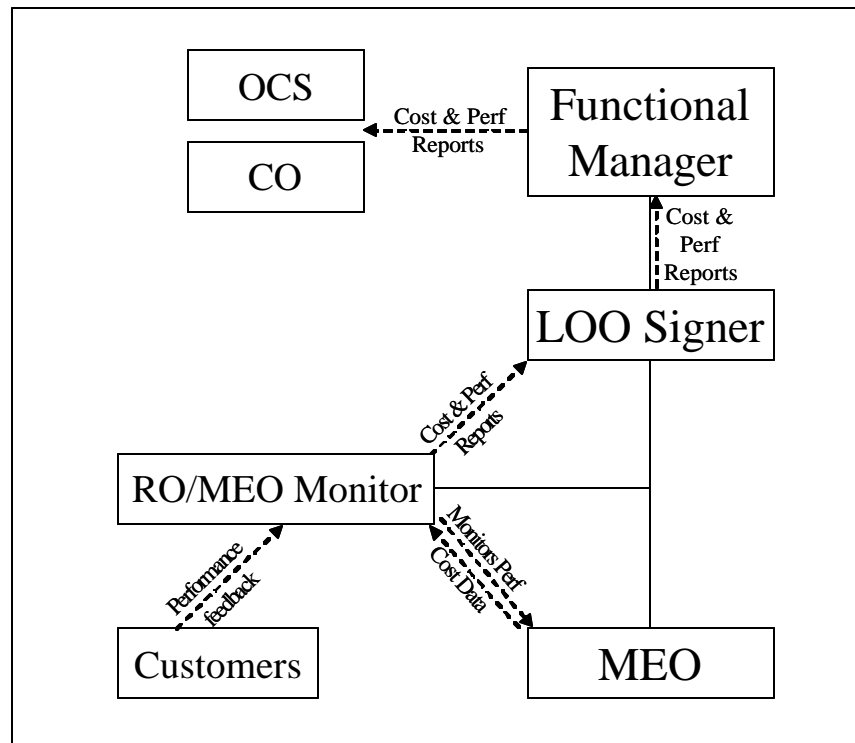 OCS
Cost & Perf
Reports
CO
Functional
Manager
Cost &
Perf
Reports
LOO Signer
Cost & Perf
Reports
RO/MEO Monitor
Monitors Perf
Cost Data
Performance
feedback
Customers
MEO